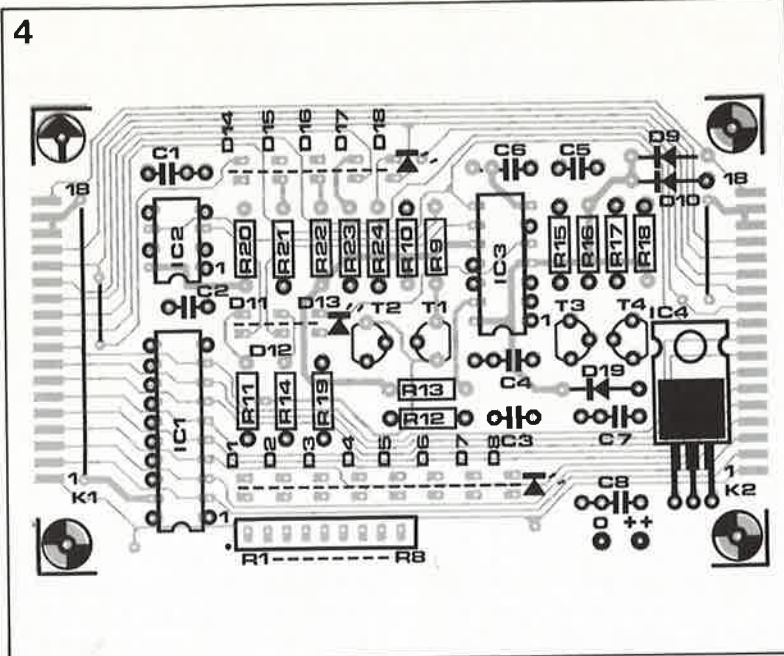 4
D14
D15
D16
D17
D18
C1
C6
C5
D9
18
18
D10
IC2
R20
R21
R22
R23
R24
R10
R9
IC3
R15
R16
R17
R18
1
C2
D11
D13
T2
T1
1
T3
T4
IC4
D12
C4
D19
R11
R14
R19
R13
R12
C3
C7
IC1
D1
D2
D3
D4
D5
D6
D7
D8
1
K1
1
K2
C8
1
0
++
R1--------R8